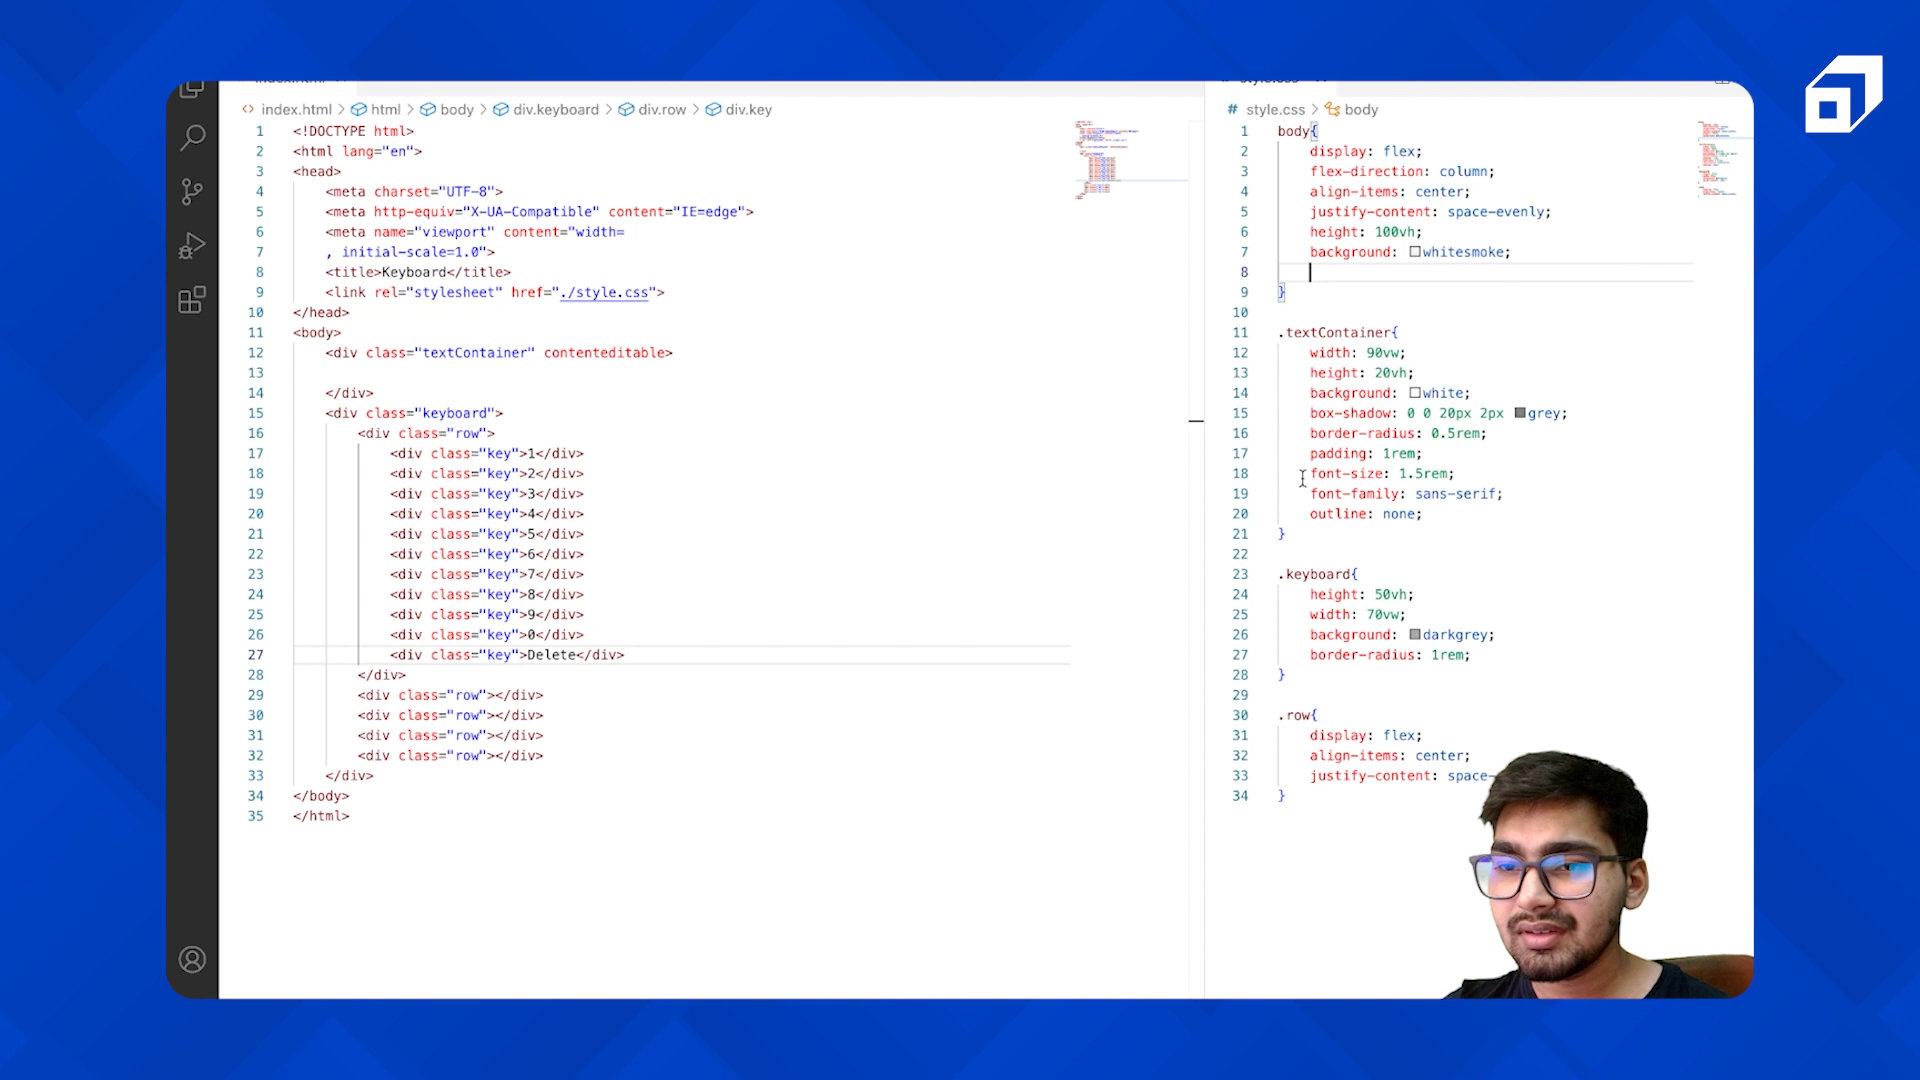 index.html > html > body > div.keyboard > div.row > div.key
1 <!DOCTYPE html>
2 <html lang="en">
3 <head>
4 <meta charset="UTF-8">
5 <meta http-equiv="X-UA-Compatible" content="IE=edge">
6 <meta name="viewport" content="width=
7 , initial-scale=1.0">
8 <title>Keyboard</title>
9 <link rel="stylesheet" href="./style.css">
10 </head>
11 <body>
12 <div class="textContainer" contenteditable>
13
14 </div>
15 <div class="keyboard">
16 <div class="row">
17 <div class="key">1</div>
18 <div class="key">2</div>
19 <div class="key">3</div>
20 <div class="key">4</div>
21 <div class="key">5</div>
22 <div class="key">6</div>
23 <div class="key">7</div>
24 <div class="key">8</div>
25 <div class="key">9</div>
26 <div class="key">0</div>
27 <div class="key">Delete</div>
28 </div>
29 <div class="row"></div>
30 <div class="row"></div>
31 <div class="row"></div>
32 <div class="row"></div>
33 </div>
34 </body>
35 </html>
# style.css > body
1 body{
2 display: flex;
3 flex-direction: column;
4 align-items: center;
5 justify-content: space-evenly;
6 height: 100vh;
7 background: whitesmoke;
8
9 }
10
11 .textContainer{
12 width: 90vw;
13 height: 20vh;
14 background: white;
15 box-shadow: 0 0 20px 2px grey;
16 border-radius: 0.5rem;
17 padding: 1rem;
18 font-size: 1.5rem;
19 font-family: sans-serif;
20 outline: none;
21 }
22
23 .keyboard{
24 height: 50vh;
25 width: 70vw;
26 background: darkgrey;
27 border-radius: 1rem;
28 }
29
30 .row{
31 display: flex;
32 align-items: center;
33 justify-content: space-
34 }